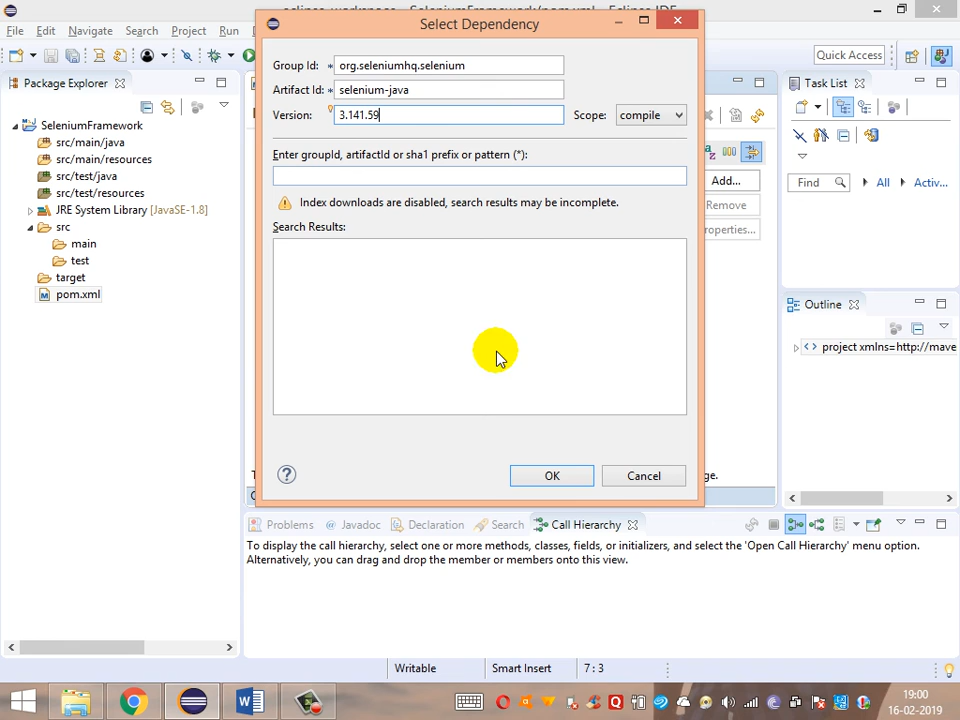 Select Dependency
File Edit Navigate Search Project Run
Quick Access
Package Explorer
SeleniumFramework
src/main/java
src/main/resources
src/test/java
src/test/resources
JRE System Library [JavaSE-1.8]
src
main
test
target
pom.xml
Group Id: org.seleniumhq.selenium
Artifact Id: selenium-java
Version: 3.141.59
Scope: compile
Enter groupId, artifactId or sha1 prefix or pattern (*):
Index downloads are disabled, search results may be incomplete.
Search Results:
OK Cancel
Add...
Remove
Task List
Find All Activ...
Outline
project xmlns=http://mave
Problems Javadoc Declaration Search Call Hierarchy
To display the call hierarchy, select one or more methods, classes, fields, or initializers, and select the 'Open Call Hierarchy' menu option.
Alternatively, you can drag and drop the member or members onto this view.
Writable Smart Insert 7 : 3
19:00
16-02-2019